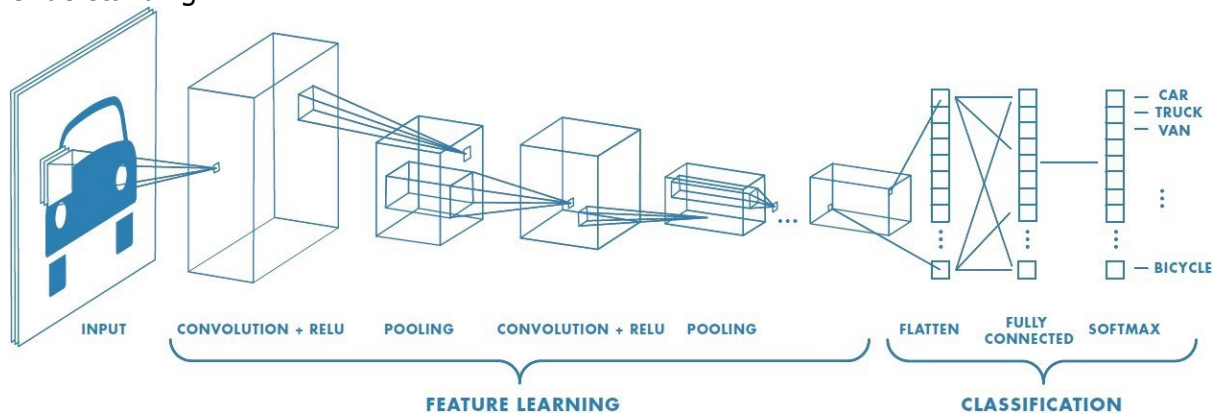 CAR
TRUCK
VAN
BICYCLE
INPUT
CONVOLUTION + RELU
POOLING
CONVOLUTION + RELU
POOLING
FLATTEN
FULLY
CONNECTED
SOFTMAX
FEATURE LEARNING
CLASSIFICATION